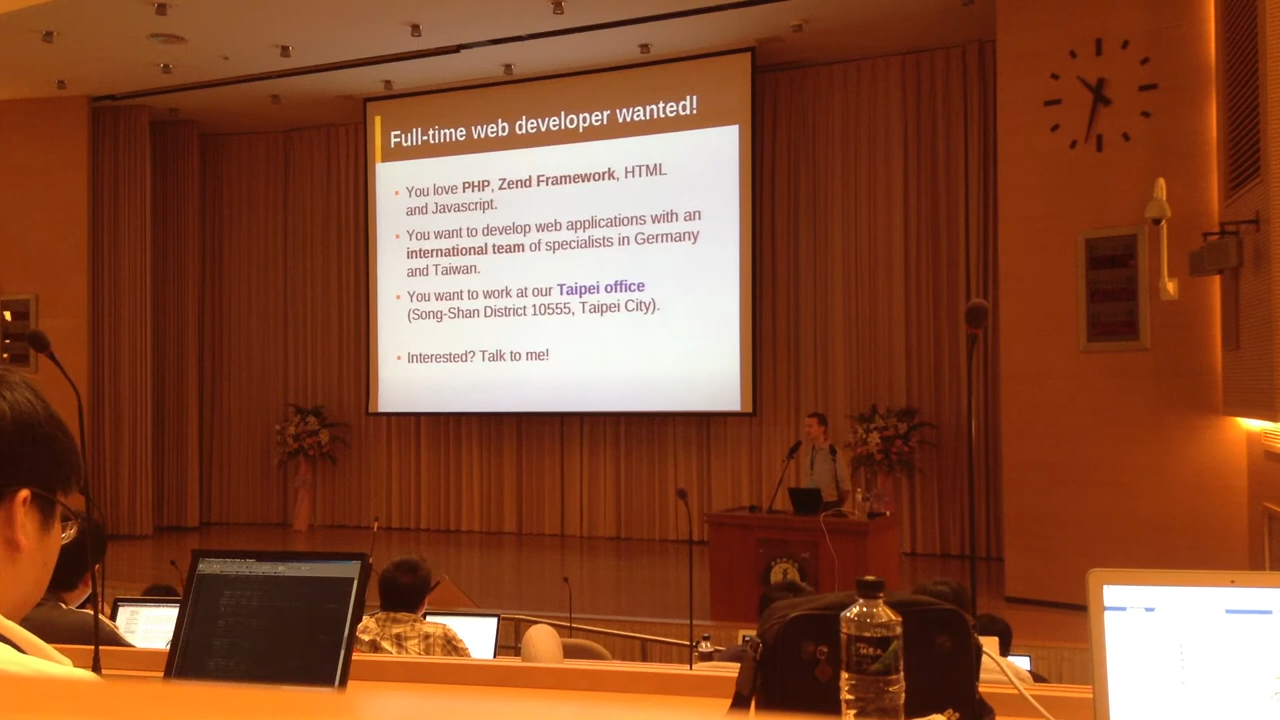 Full-time web developer wanted!
You love PHP, Zend Framework, HTML
and Javascript.
You want to develop web applications with an
international team of specialists in Germany
and Taiwan.
You want to work at our Taipei office
(Song-Shan District 10555, Taipei City).
Interested? Talk to me!